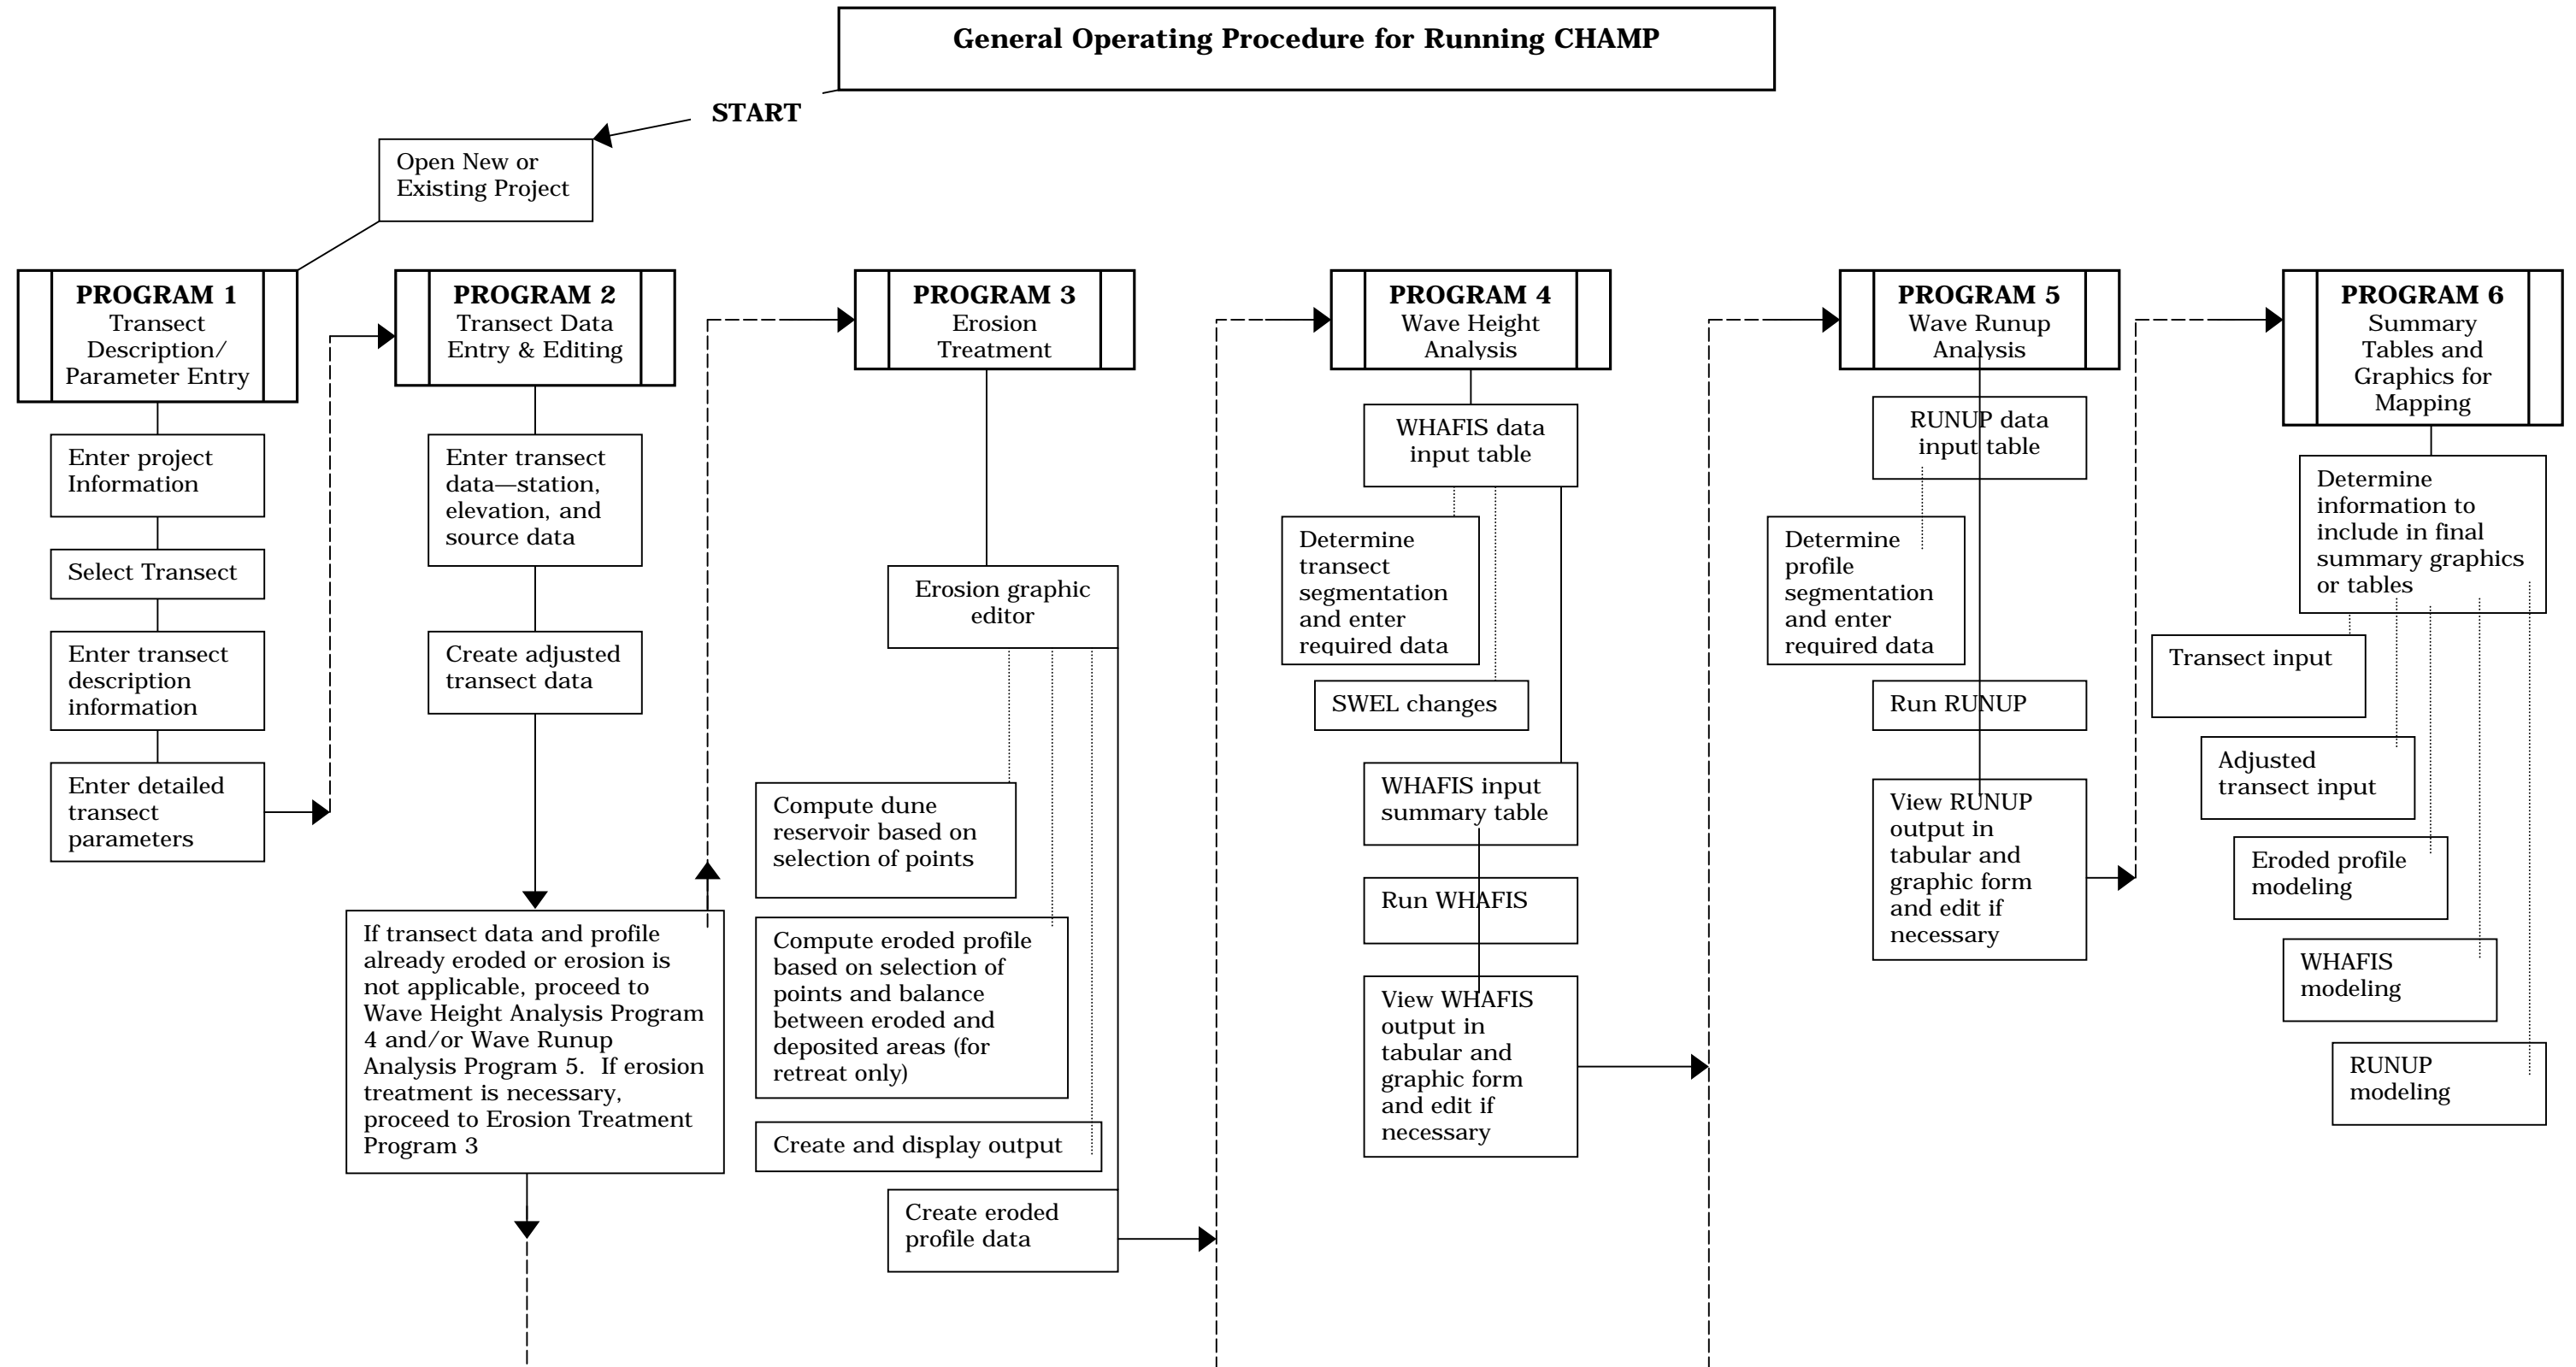 General Operating Procedure for Running CHAMP
START
Open New or
Existing Project
PROGRAM 1
Transect
Description/
Parameter Entry
Enter project
Information
Select Transect
Enter transect
description
information
Enter detailed
transect
parameters
PROGRAM 2
Transect Data
Entry & Editing
Enter transect
data—station,
elevation, and
source data
Create adjusted
transect data
If transect data and profile
already eroded or erosion is
not applicable, proceed to
Wave Height Analysis Program
4 and/or Wave Runup
Analysis Program 5.  If erosion
treatment is necessary,
proceed to Erosion Treatment
Program 3
PROGRAM 3
Erosion
Treatment
Erosion graphic
editor
Compute dune
reservoir based on
selection of points
Compute eroded profile
based on selection of
points and balance
between eroded and
deposited areas (for
retreat only)
Create and display output
Create eroded
profile data
PROGRAM 4
Wave Height
Analysis
WHAFIS data
input table
Determine
transect
segmentation
and enter
required data
SWEL changes
WHAFIS input
summary table
Run WHAFIS
View WHAFIS
output in
tabular and
graphic form
and edit if
necessary
PROGRAM 5
Wave Runup
Analysis
RUNUP data
input table
Determine
profile
segmentation
and enter
required data
Run RUNUP
View RUNUP
output in
tabular and
graphic form
and edit if
necessary
PROGRAM 6
Summary
Tables and
Graphics for
Mapping
Determine
information to
include in final
summary graphics
or tables
Transect input
Adjusted
transect input
Eroded profile
modeling
WHAFIS
modeling
RUNUP
modeling